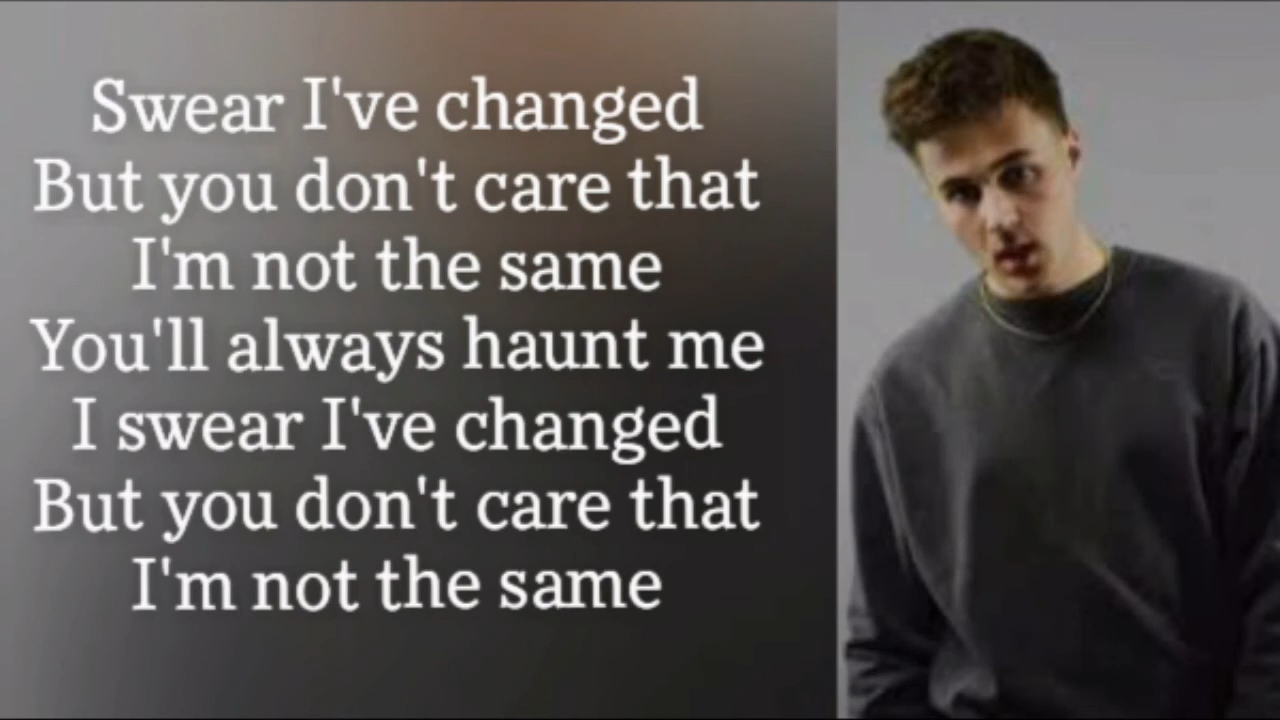 Swear I've changed
But you don't care that
I'm not the same
You'll always haunt me
I swear I've changed
But you don't care that
I'm not the same